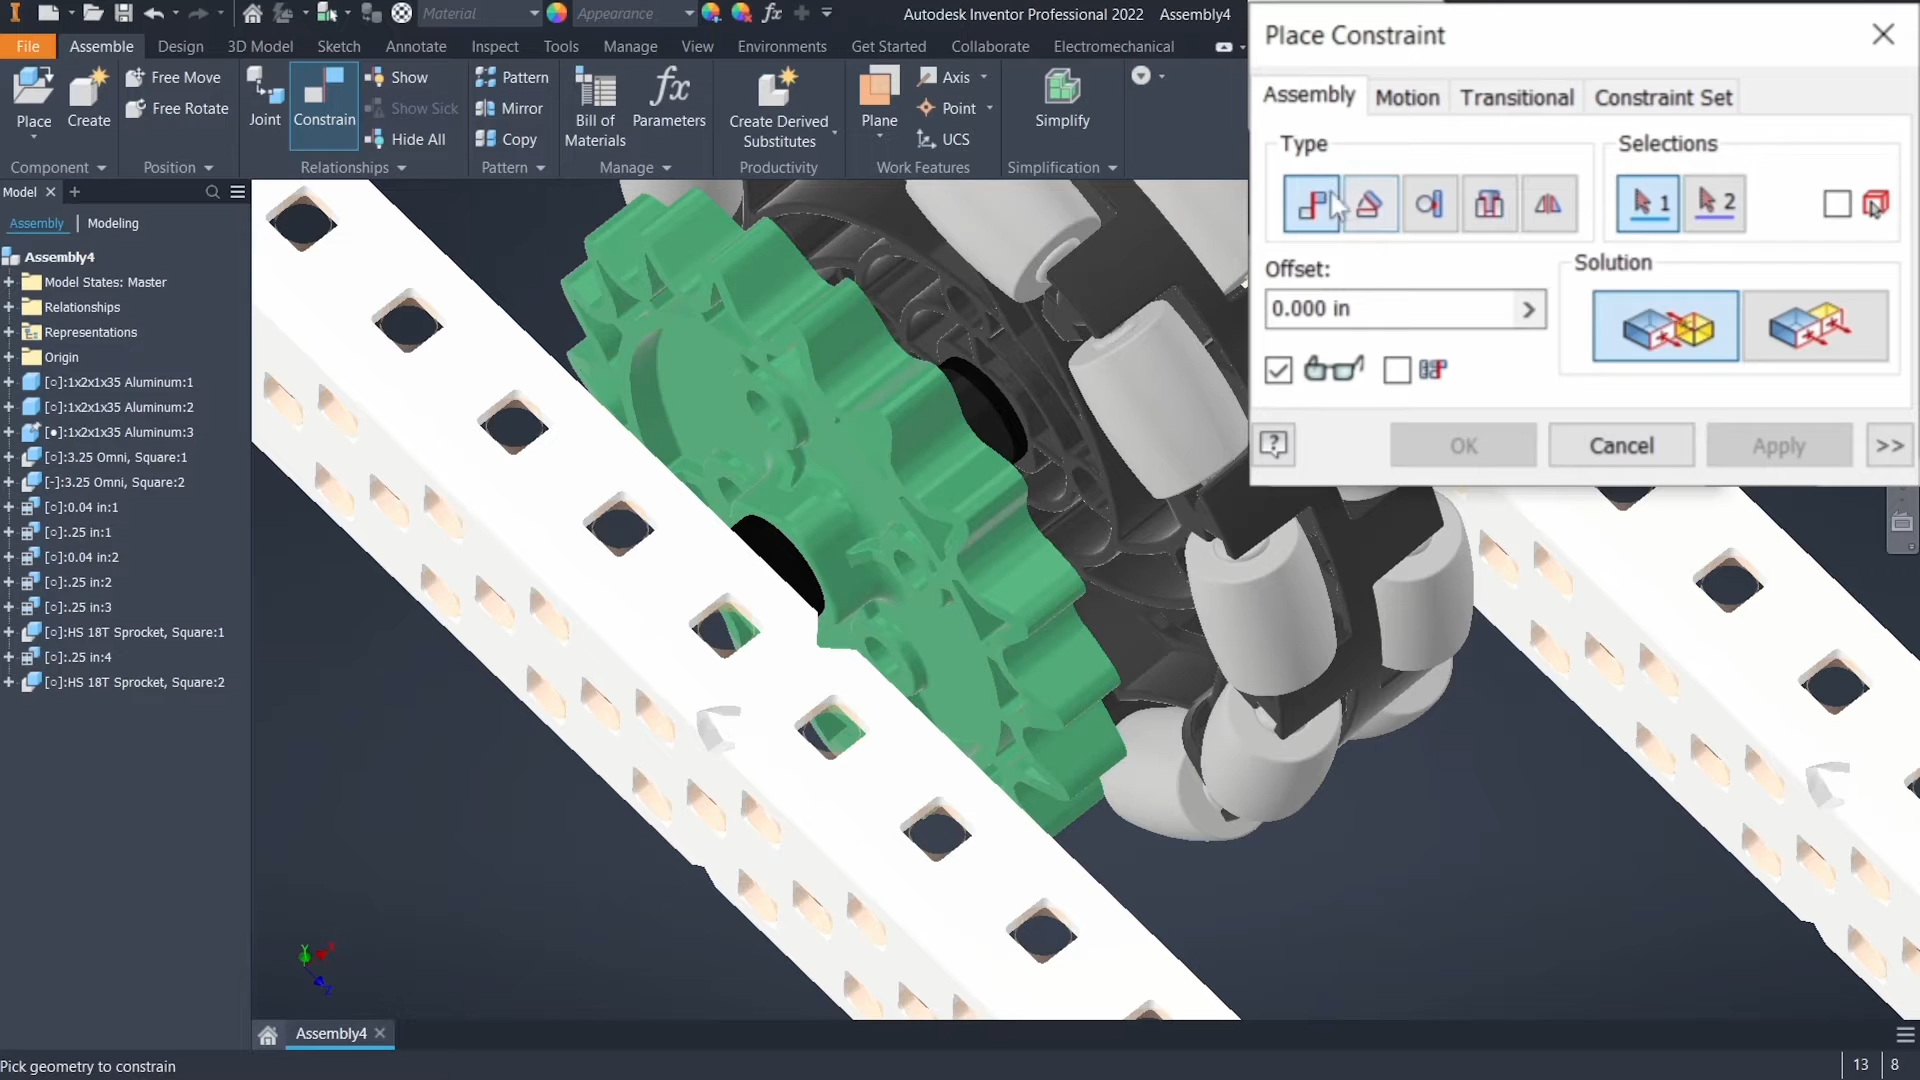 Material
Appearance
fx
Autodesk Inventor Professional 2022 Assembly4
File Assemble Design 3D Model Sketch Annotate Inspect Tools Manage View Environments Get Started Collaborate Electromechanical
Place
Create
Free Move
Free Rotate
Joint
Constrain
Show
Show Sick
Hide All
Pattern
Mirror
Copy
Bill of
Materials
fx
Parameters
Create Derived
Substitutes
Plane
Axis
Point
UCS
Simplify
Component Position Relationships Pattern Manage Productivity Work Features Simplification
Model
Assembly Modeling
Assembly4
Model States: Master
Relationships
Representations
Origin
[○]:1x2x1x35 Aluminum:1
[○]:1x2x1x35 Aluminum:2
[●]:1x2x1x35 Aluminum:3
[○]:3.25 Omni, Square:1
[-]:3.25 Omni, Square:2
[○]:0.04 in:1
[○]:.25 in:1
[○]:0.04 in:2
[○]:.25 in:2
[○]:.25 in:3
[○]:HS 18T Sprocket, Square:1
[○]:.25 in:4
[○]:HS 18T Sprocket, Square:2
Place Constraint
Assembly Motion Transitional Constraint Set
Type
Selections
1 2
Offset:
0.000 in
Solution
OK Cancel Apply >>
Y
X
Z
Assembly4
Pick geometry to constrain
13 8